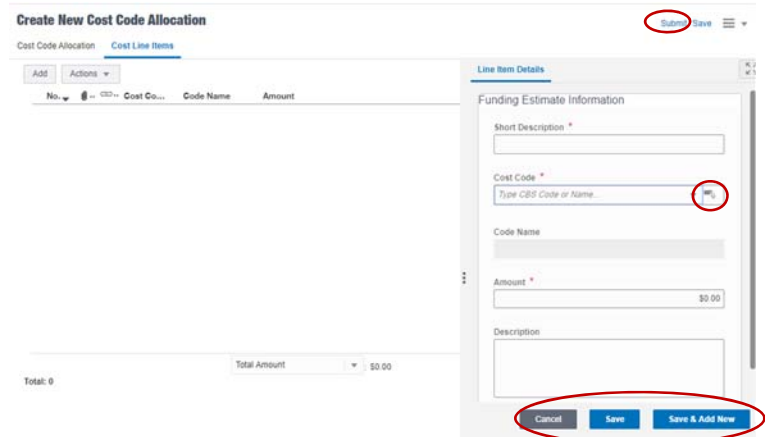 Create New Cost Code Allocation
Submit Save
Cost Code Allocation Cost Line Items
Add Actions
Line Item Details
No. Cost Co... Code Name Amount
Funding Estimate Information
Short Description *
Cost Code *
Type CBS Code or Name...
Code Name
Amount *
$0.00
Description
Total Amount $0.00
Total: 0
Cancel Save Save & Add New